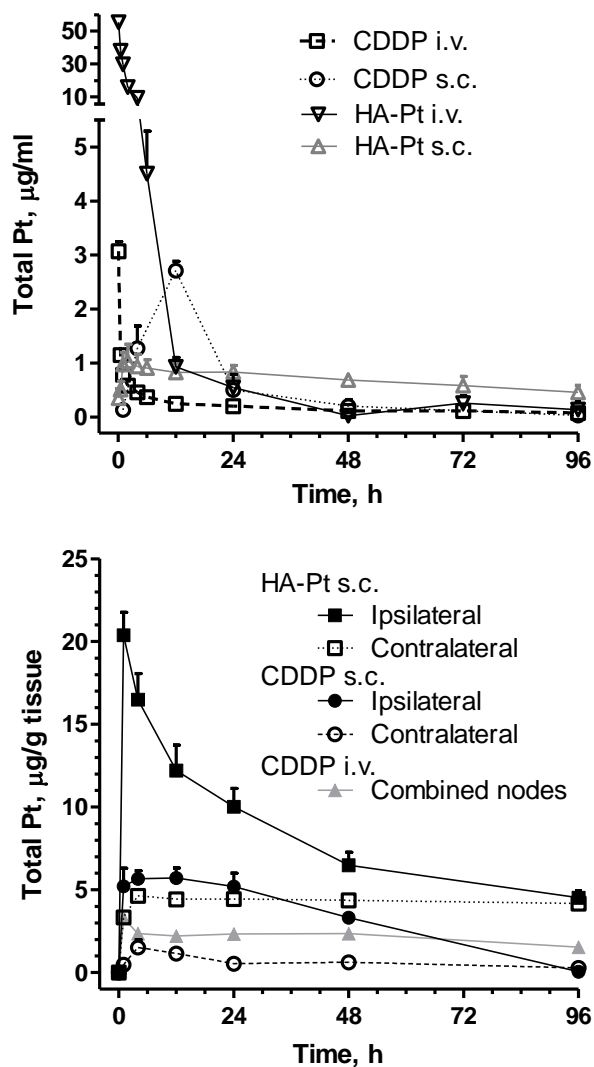 50
30
10
5
4
3
2
1
0
Total Pt, μg/ml
CDDP i.v.
CDDP s.c.
HA-Pt i.v.
HA-Pt s.c.
0 24 48 72 96
Time, h
25
20
15
10
5
0
Total Pt, μg/g tissue
HA-Pt s.c.
Ipsilateral
Contralateral
CDDP s.c.
Ipsilateral
Contralateral
CDDP i.v.
Combined nodes
0 24 48 72 96
Time, h